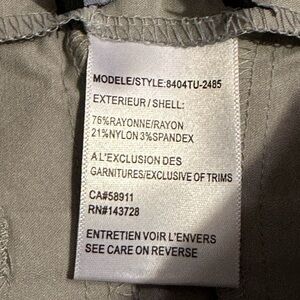 MODELE/STYLE:8404TU-2485
EXTERIEUR/SHELL:
76%RAYONNE/RAYON
21%NYLON 3%SPANDEX
A L'EXCLUSION DES
GARNITURES/EXCLUSIVE OF TRIMS
CA#58911
RN#143728
ENTRETIEN VOIR L'ENVERS
SEE CARE ON REVERSE